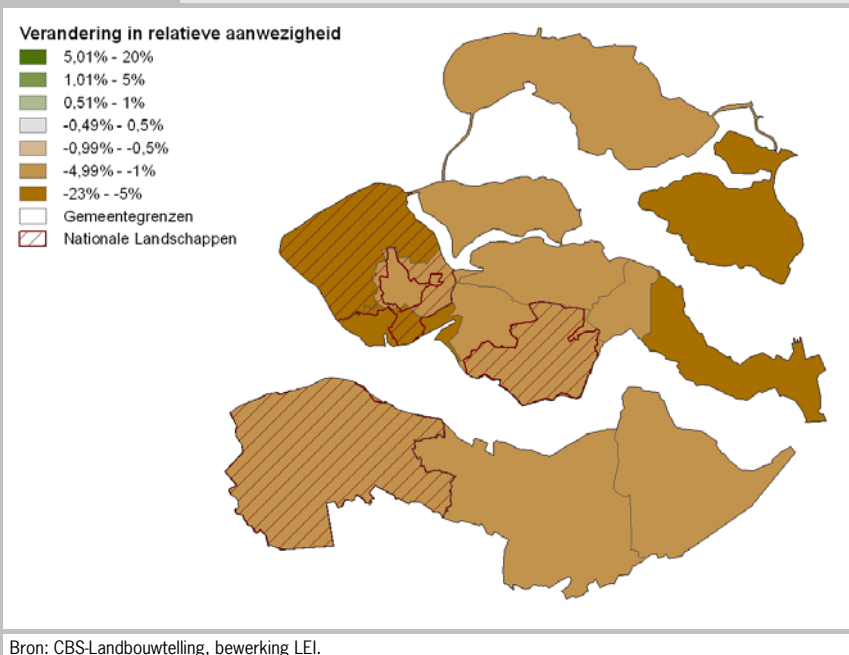 Verandering in relatieve aanwezigheid
5,01% - 20%
1,01% - 5%
0,51% - 1%
-0,49% - 0,5%
-0,99% - -0,5%
-4,99% - -1%
-23% - -5%
Gemeentegrenzen
Nationale Landschappen
Bron: CBS-Landbouwtelling, bewerking LEI.